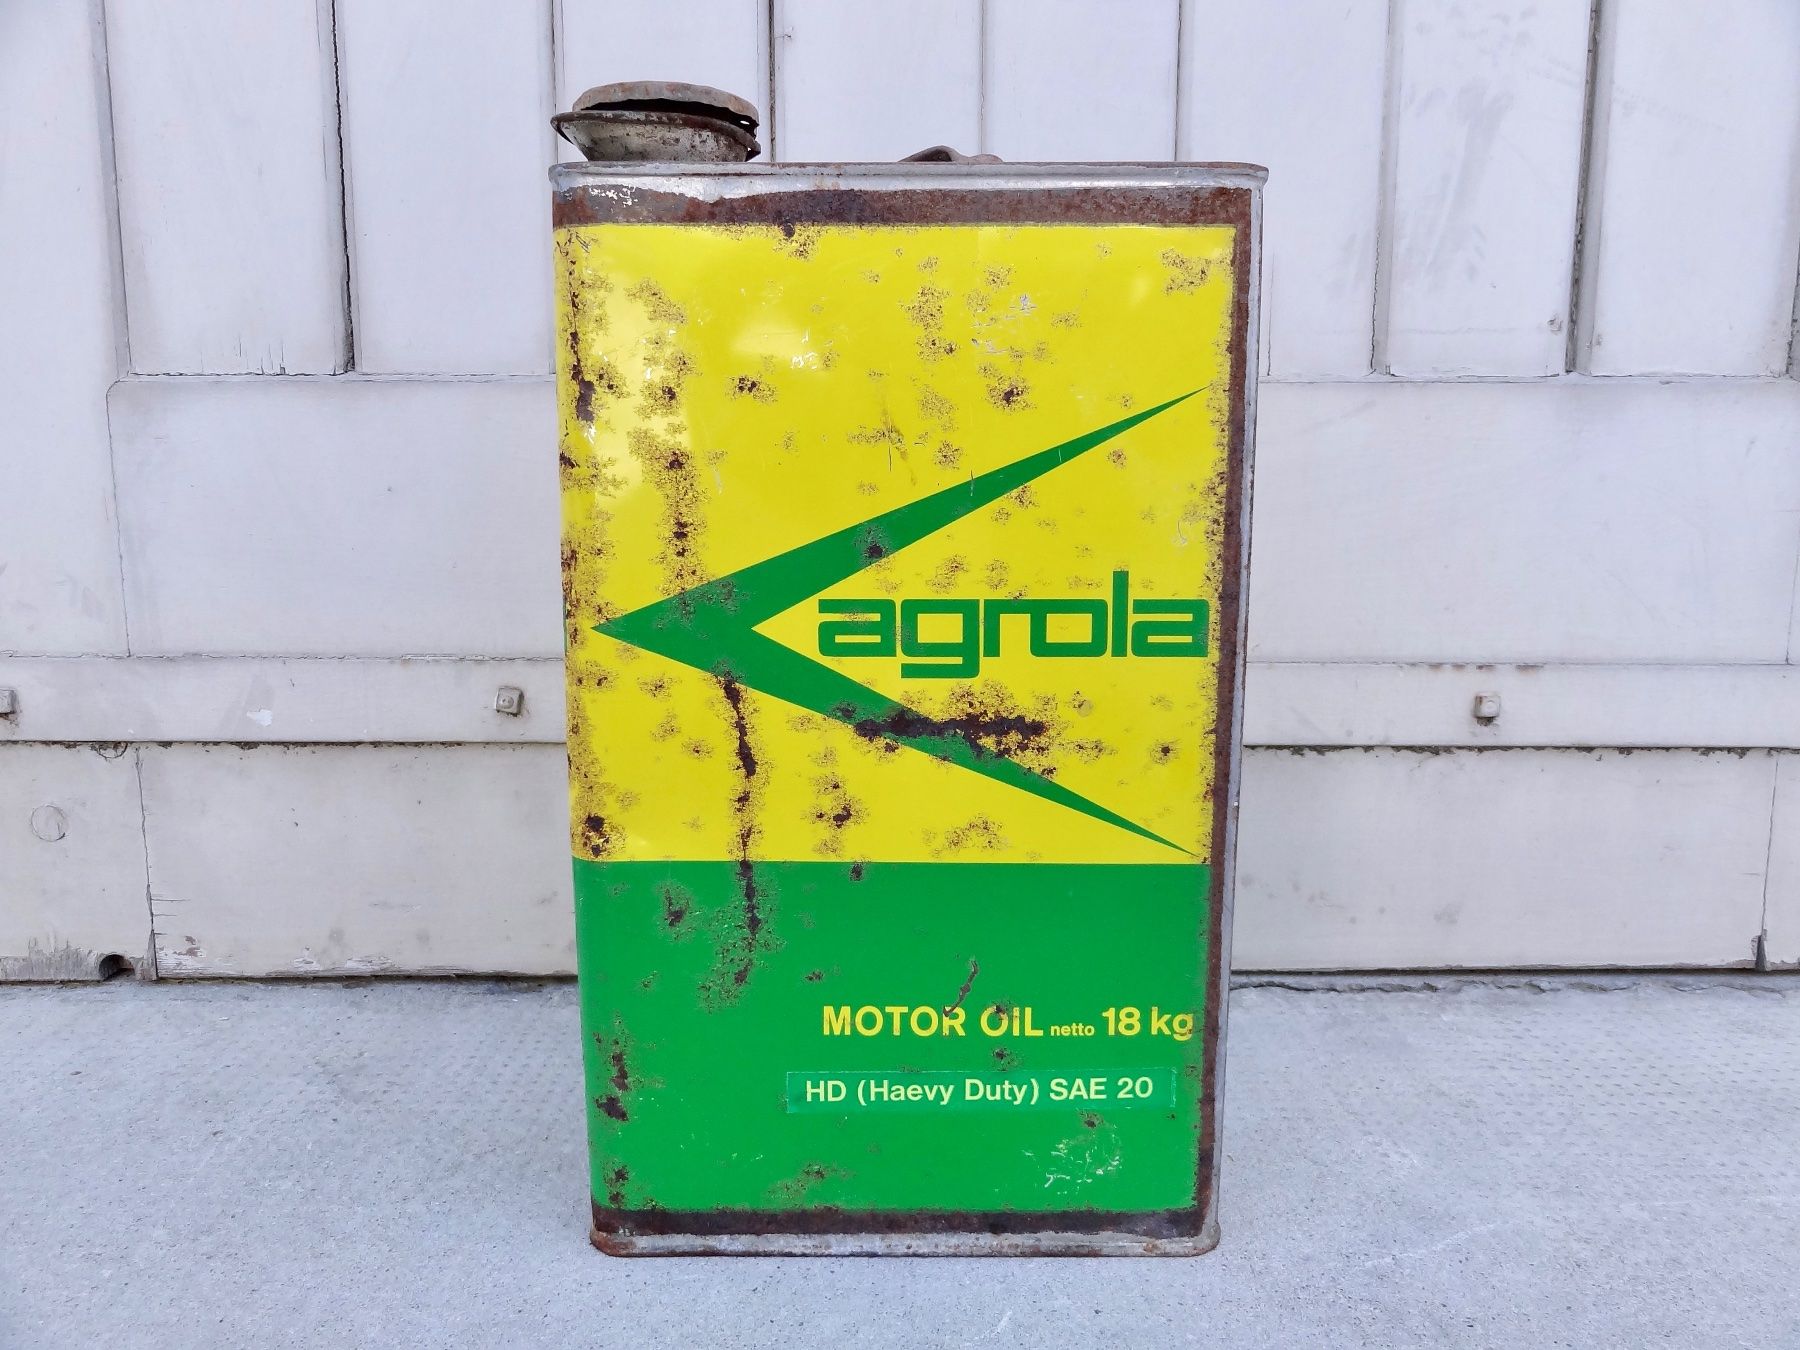 agrola
MOTOR OIL netto 18 kg
HD (Haevy Duty) SAE 20